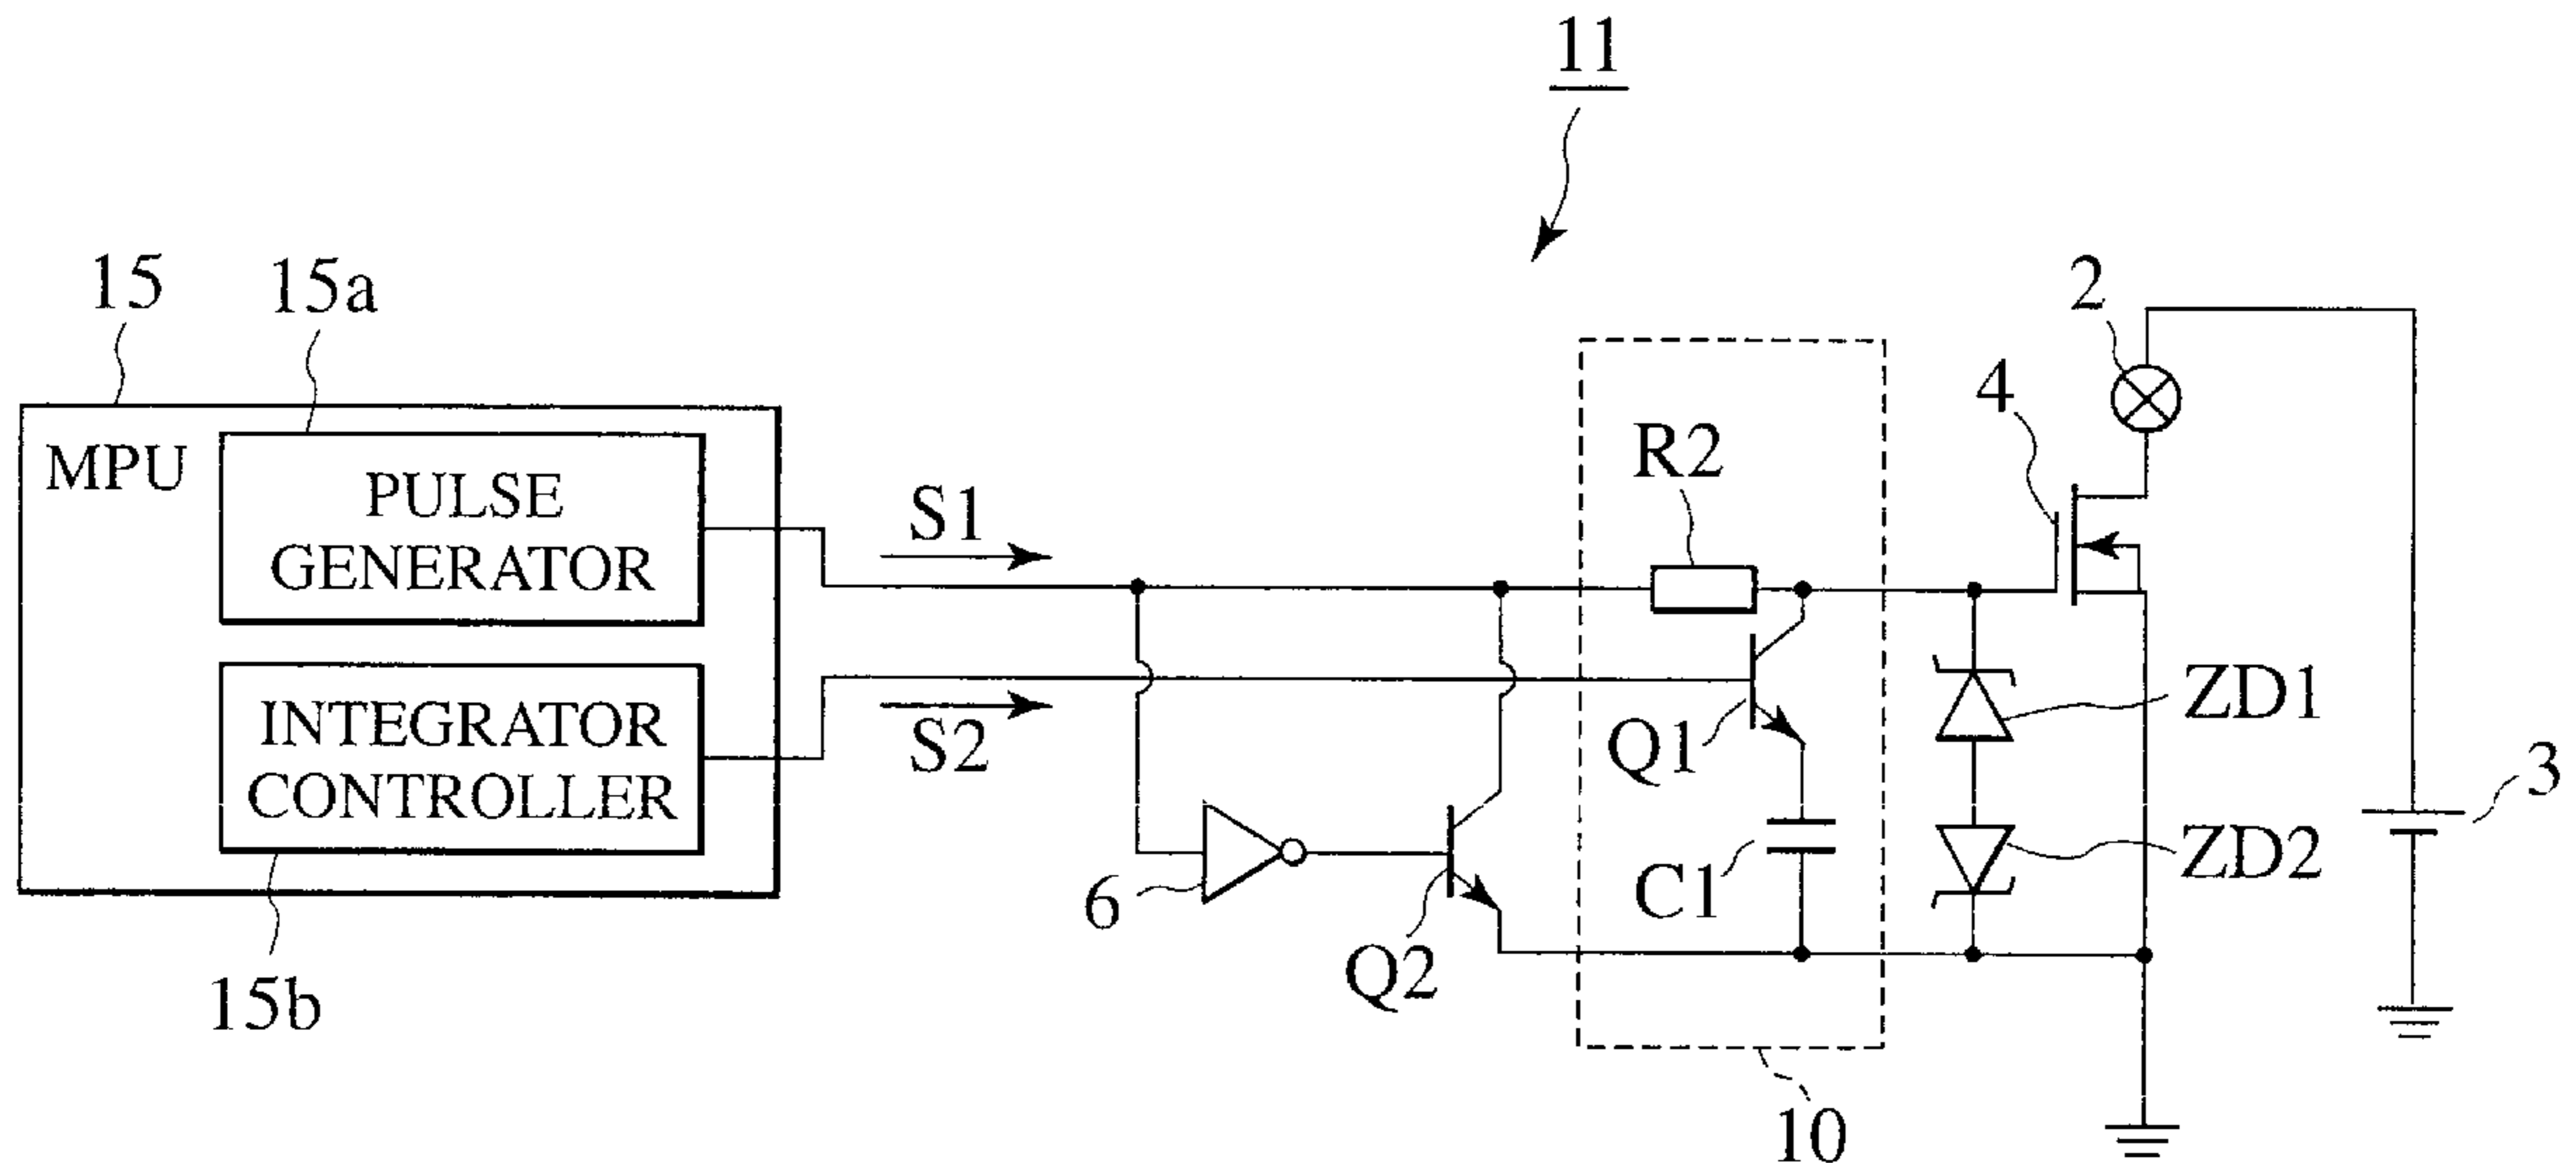 11
15
15a
2
MPU
PULSE
GENERATOR
S1
R2
4
INTEGRATOR
CONTROLLER
S2
Q1
ZD1
3
6
C1
ZD2
Q2
15b
10